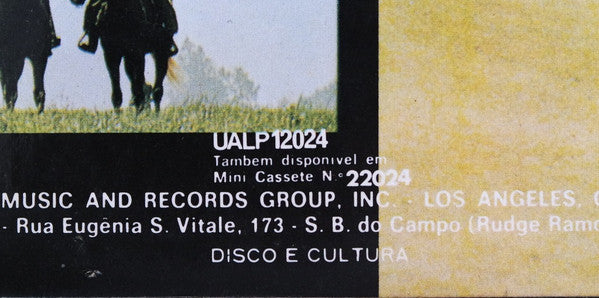 UALP12024
Tambem disponivel em
Mini Cassete N.º 22024
MUSIC AND RECORDS GROUP, INC. - LOS ANGELES,
- Rua Eugênia S. Vitale, 173 - S. B. do Campo (Rudge Ramo
DISCO É CULTURA